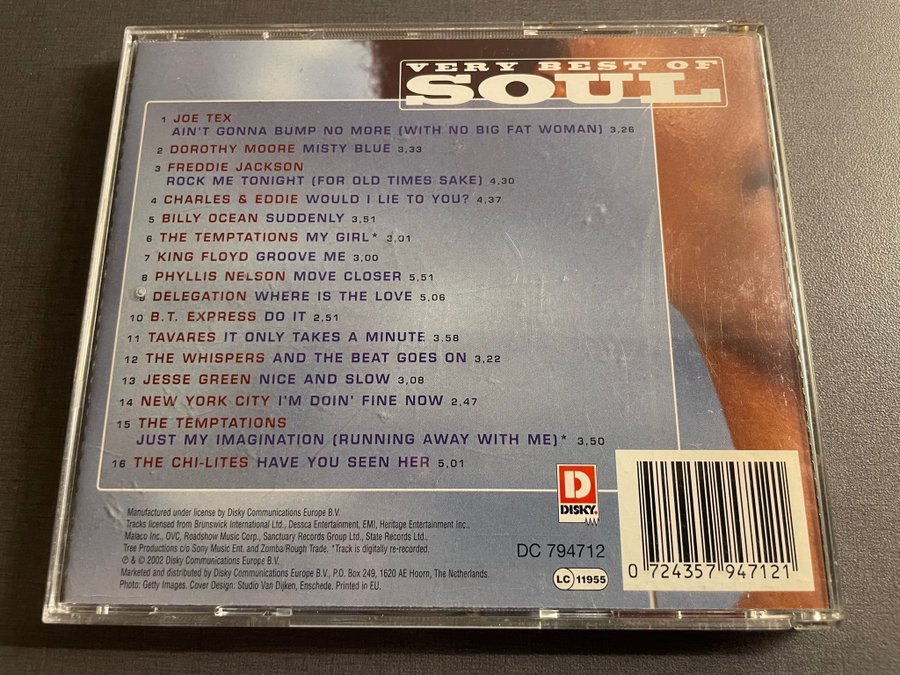 VERY BEST OF
SOUL
1 JOE TEX
AIN'T GONNA BUMP NO MORE (WITH NO BIG FAT WOMAN) 3,26
2 DOROTHY MOORE MISTY BLUE 3,33
3 FREDDIE JACKSON
ROCK ME TONIGHT (FOR OLD TIMES SAKE) 4,30
4 CHARLES & EDDIE WOULD I LIE TO YOU? 4,37
5 BILLY OCEAN SUDDENLY 3,51
6 THE TEMPTATIONS MY GIRL* 3,01
7 KING FLOYD GROOVE ME 3,00
8 PHYLLIS NELSON MOVE CLOSER 5,51
9 DELEGATION WHERE IS THE LOVE 5,06
10 B.T. EXPRESS DO IT 2,51
11 TAVARES IT ONLY TAKES A MINUTE 3,58
12 THE WHISPERS AND THE BEAT GOES ON 3,22
13 JESSE GREEN NICE AND SLOW 3,08
14 NEW YORK CITY I'M DOIN' FINE NOW 2,47
15 THE TEMPTATIONS
JUST MY IMAGINATION (RUNNING AWAY WITH ME)* 3,50
16 THE CHI-LITES HAVE YOU SEEN HER 5,01
Manufactured under license by Disky Communications Europe B.V.
Tracks licensed from Brunswick International Ltd., Dessca Entertainment, EMI, Heritage Entertainment Inc.,
Malaco Inc., OVC, Roadshow Music Corp., Sanctuary Records Group Ltd., State Records Ltd.,
Tree Productions c/o Sony Music Ent. and Zomba/Rough Trade. *Track is digitally re-recorded.
℗ & © 2002 Disky Communications Europe B.V.
Marketed and distributed by Disky Communications Europe B.V., P.O. Box 249, 1620 AE Hoorn, The Netherlands.
Photo: Getty Images. Cover Design: Studio Van Dijken, Enschede. Printed in EU.
D
DISKY.
DC 794712
LC 11955
0 724357 947121